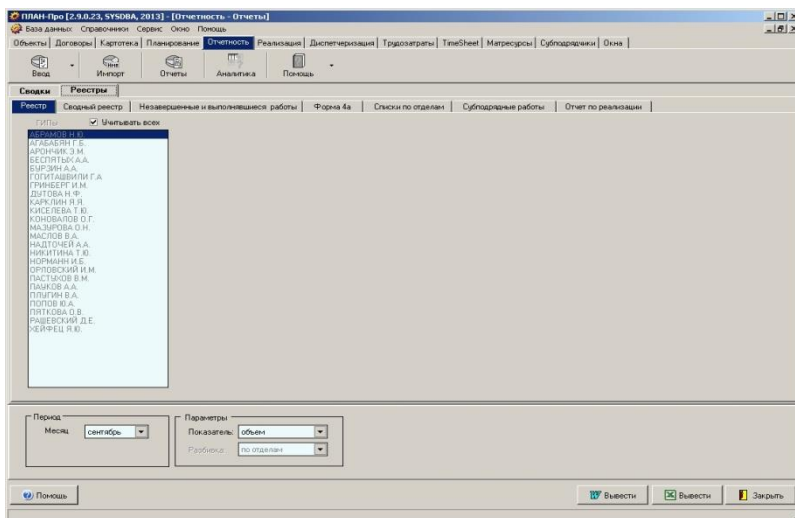 ПЛАН-Про [2.9.0.23, SYSDBA, 2013] - [Отчетность - Отчеты]
База данных Справочники Сервис Окно Помощь
Объекты Договоры Картотека Планирование Отчетность Реализация Диспетчеризация Трудозатраты TimeSheet Матресурсы Субподрядчики Окна
Ввод Импорт Отчеты Аналитика Помощь
Сводки Реестры
Реестр Сводный реестр Незавершенные и выполнявшиеся работы Форма 4а Списки по отделам Субподрядные работы Отчет по реализации
ГИПы Учитывать всех
АБРАМОВ Н.Ю.
АГАБАБЯН Г.Б.
АРОНЧИК Э.М.
БЕСПЯТЫХ А.А.
БУРЗИН А.А.
ГОГИТАШВИЛИ Г.А
ГРИНБЕРГ И.М.
ДУТОВА Н.Ф.
КАРКЛИН Я.Я.
КИСЕЛЕВА Т.Ю.
КОНОВАЛОВ О.Г.
МАЗУРОВА О.Н.
МАСЛОВ В.А.
НАДТОЧЕЙ А.А.
НИКИТИНА Т.Ю.
НОРМАНН И.Б.
ОРЛОВСКИЙ И.М.
ПАСТУХОВ В.М.
ПАУКОВ А.А.
ПЛУГИН В.А.
ПОПОВ Ю.А.
ПЯТКОВА О.В.
РАШЕВСКИЙ Д.Е.
ХЕЙФЕЦ Я.Ю.
Период
Месяц сентябрь
Параметры
Показатель: объем
Разбивка: по отделам
Помощь Вывести Вывести Закрыть